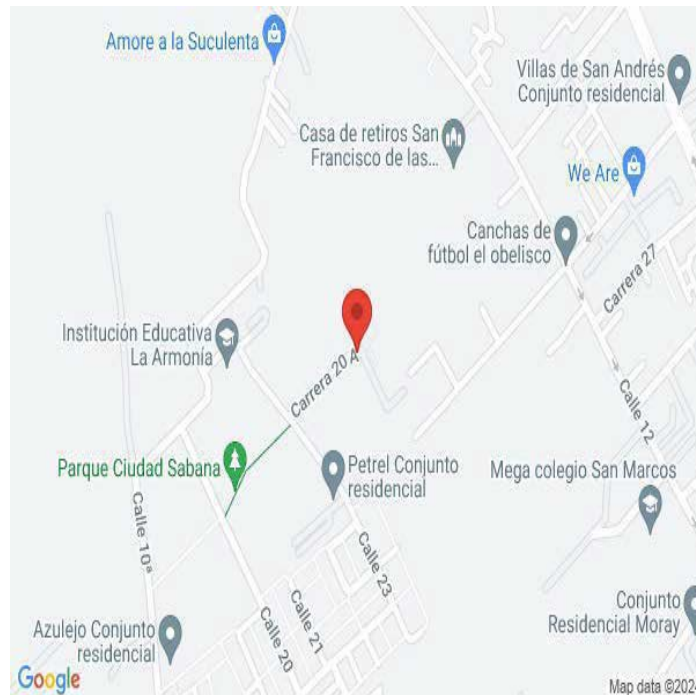 Amore a la Suculenta
Villas de San Andrés
Conjunto residencial
Casa de retiros San
Francisco de las...
We Are
Canchas de
fútbol el obelisco
Carrera 27
Institución Educativa
La Armonía
Carrera 20 A
Calle 12
Parque Ciudad Sabana
Petrel Conjunto
residencial
Mega colegio San Marcos
Calle 10ª
Calle 23
Calle 21
Calle 20
Azulejo Conjunto
residencial
Conjunto
Residencial Moray
Google
Map data ©202